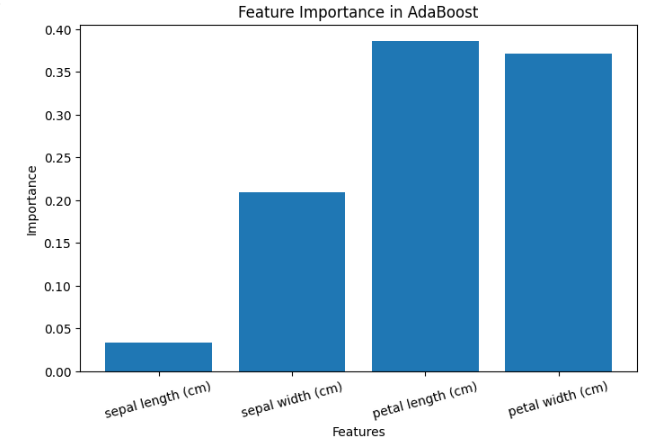 Feature Importance in AdaBoost
Importance
0.40
0.35
0.30
0.25
0.20
0.15
0.10
0.05
0.00
sepal length (cm)
sepal width (cm)
petal length (cm)
petal width (cm)
Features